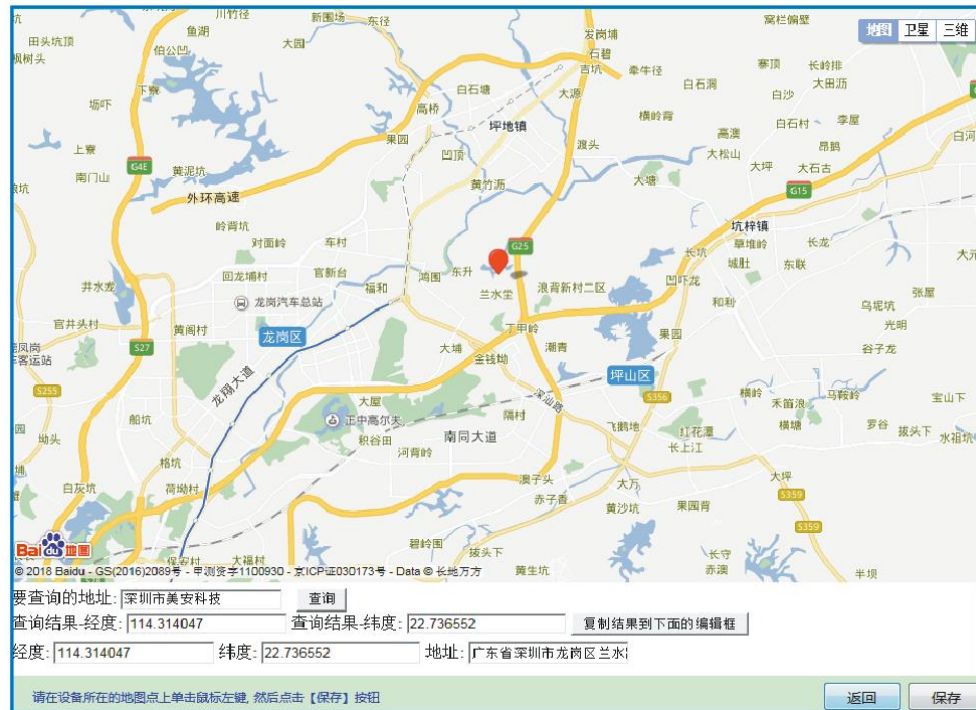 新围场
东径
发岗埔
窝栏偏壁
地图 卫星 三维
田头坑顶
川竹径
鱼湖
伯公凹
大园
石碧
吉坑
牵牛径
寨顶
长岭排
下寮
白石塘
大源
白石洞
白沙
大田沥
坜吓
高桥
横岭背
上寮
果园
坪地镇
高澳
白石村
李屋
G4E
凹顶
渡头
大松山
昂鹅
白河
南门山
黄泥坑
黄竹沥
大塘
大坪
大石古
外环高速
G15
岭背坑
对面岭
车村
G25
长坑
坑梓镇
草堆岭
长龙
回龙埔村
官新台
鸿围
东升
城肚
东联
大元
井水龙
龙岗汽车总站
福和
兰水坣
浪背新村二区
凹吓龙
和利
张屋
官井头村
黄阁村
龙岗区
丁甲岭
果园
乌坭坑
光明
S27
大埔
金钱坳
潮青
谷子龙
客运站
S255
龙翔大道
坪山区
大屋
深汕路
S356
横岭
禾笛浪
马鞍岭
宝山下
船坑
正中高尔夫
隔村
飞鹅地
横塘
罗谷
拔头下
坳头
积谷田
南同大道
红花潭
水祖坑
格坑
河背岭
长上江
白灰坑
荷坳村
澳子头
大万
大坪
赤子香
黄沙坑
果园背
S359
S359
Bai du 地图
保安村
大福村
碧岭围
拔头下
长守
赤澳
黄生坑
半坝
© 2018 Baidu - GS(2016)2089号 - 甲测资字1100930 - 京ICP证030173号 - Data © 长地万方
要查询的地址: 深圳市美安科技 查询
查询结果-经度: 114.314047 查询结果-纬度: 22.736552 复制结果到下面的编辑框
经度: 114.314047 纬度: 22.736552 地址: 广东省深圳市龙岗区兰水
请在设备所在的地图点上单击鼠标左键, 然后点击【保存】按钮 返回 保存